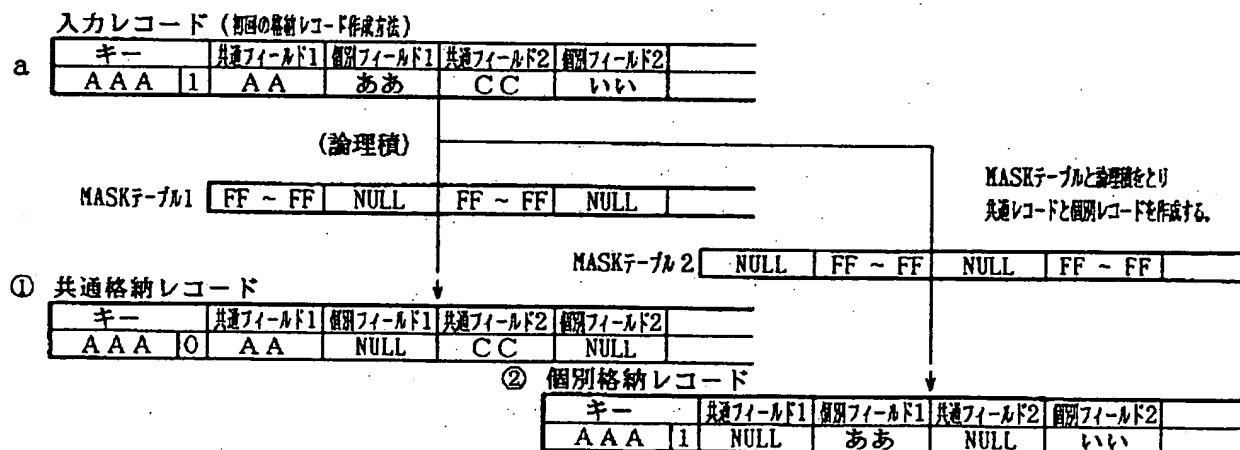 入力レコード (初回の格納レコード作成方法)
キー 共通フィールド1 個別フィールド1 共通フィールド2 個別フィールド2
a
AAA 1 AA ああ CC いい
(論理積)
MASKテーブル1 FF ~ FF NULL FF ~ FF NULL
MASKテーブルと論理積をとり
共通レコードと個別レコードを作成する。
MASKテーブル2 NULL FF ~ FF NULL FF ~ FF
① 共通格納レコード
キー 共通フィールド1 個別フィールド1 共通フィールド2 個別フィールド2
AAA 0 AA NULL CC NULL
② 個別格納レコード
キー 共通フィールド1 個別フィールド1 共通フィールド2 個別フィールド2
AAA 1 NULL ああ NULL いい